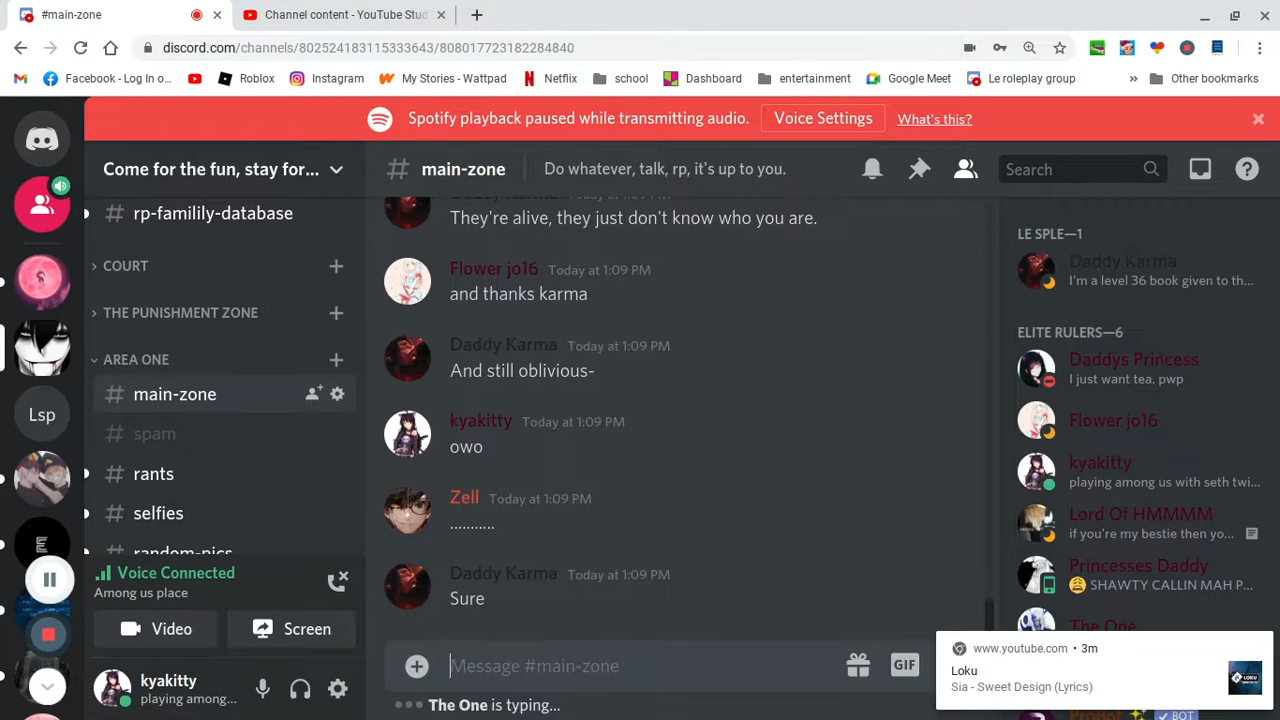 #main-zone
Channel content - YouTube Stud
discord.com/channels/802524183115333643/808017723182284840
Facebook - Log In o...
Roblox
Instagram
My Stories - Wattpad
Netflix
school
Dashboard
entertainment
Google Meet
Le roleplay group
Other bookmarks
Spotify playback paused while transmitting audio.
Voice Settings
What's this?
Come for the fun, stay for...
main-zone
Do whatever, talk, rp, it's up to you.
Search
rp-famililly-database
COURT
THE PUNISHMENT ZONE
AREA ONE
main-zone
spam
rants
selfies
random-pics
Lsp
E
Voice Connected
Among us place
Video
Screen
kyakitty
playing among...
They're alive, they just don't know who you are.
Flower jo16 Today at 1:09 PM
and thanks karma
Daddy Karma Today at 1:09 PM
And still oblivious-
kyakitty Today at 1:09 PM
owo
Zell Today at 1:09 PM
...........
Daddy Karma Today at 1:09 PM
Sure
Message #main-zone
GIF
The One is typing...
LE SPLE—1
Daddy Karma
I'm a level 36 book given to th...
ELITE RULERS—6
Daddys Princess
I just want tea. pwp
Flower jo16
kyakitty
playing among us with seth twi...
Lord Of HMMMM
if you're my bestie then yo...
Princesses Daddy
😩 SHAWTY CALLIN MAH P...
The One
www.youtube.com • 3m
Loku
Sia - Sweet Design (Lyrics)
LOKU
ProBot ✨ ✓ BOT